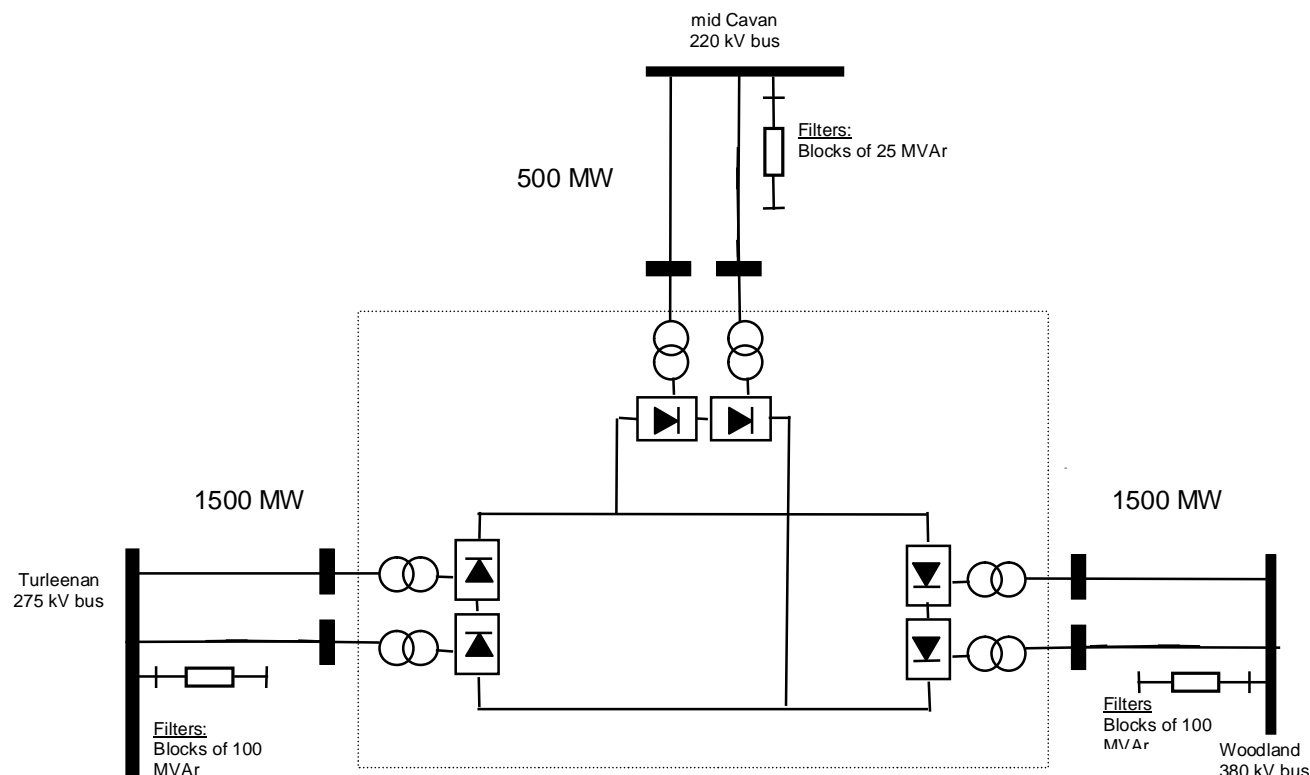 mid Cavan
220 kV bus
Filters:
Blocks of 25 MVAr
500 MW
1500 MW
1500 MW
Turleenan
275 kV bus
Filters:
Blocks of 100
MVAr
Filters
Blocks of 100
MVAr
Woodland
380 kV bus